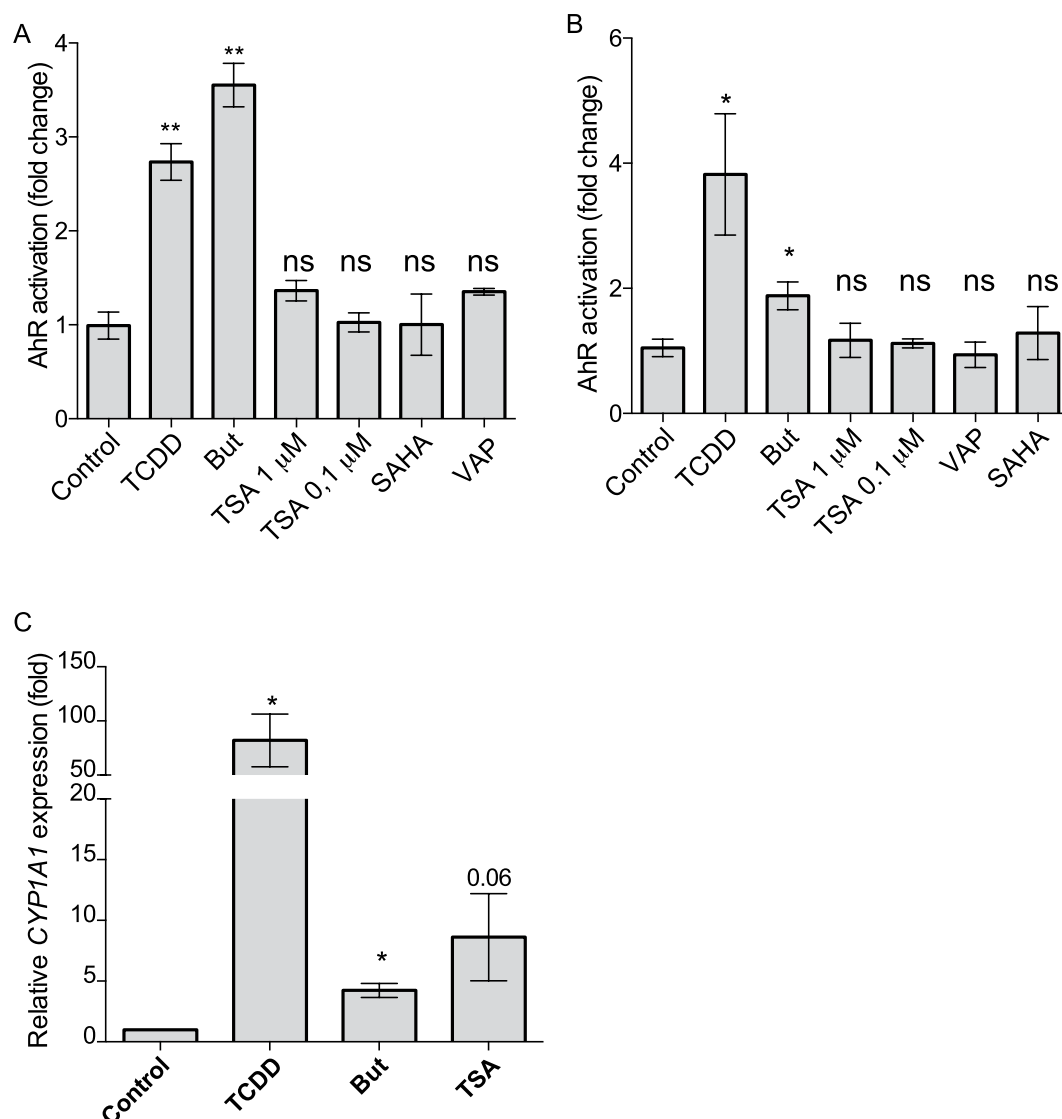 A
AhR activation (fold change)
4
3
2
1
0
**
**
ns
ns
ns
ns
Control
TCDD
But
TSA 1 μM
TSA 0,1 μM
SAHA
VAP
B
AhR activation (fold change)
6
4
2
0
*
*
ns
ns
ns
ns
Control
TCDD
But
TSA 1 μM
TSA 0.1 μM
VAP
SAHA
C
Relative CYP1A1 expression (fold)
150
100
50
20
15
10
5
0
*
*
0.06
Control
TCDD
But
TSA